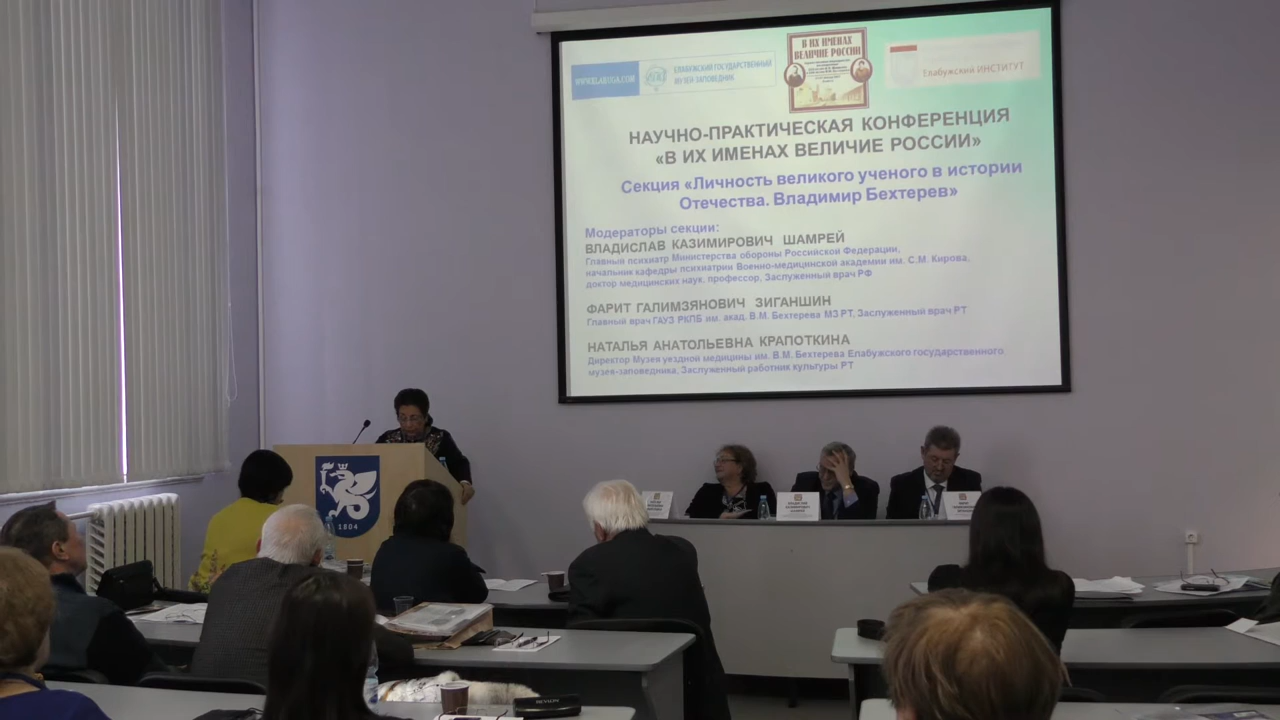 WWW.ELABUGA.COM
ЕЛАБУЖСКИЙ ГОСУДАРСТВЕННЫЙ
МУЗЕЙ-ЗАПОВЕДНИК
В ИХ ИМЕНАХ
ВЕЛИЧИЕ РОССИИ
Елабужский ИНСТИТУТ
НАУЧНО-ПРАКТИЧЕСКАЯ КОНФЕРЕНЦИЯ
«В ИХ ИМЕНАХ ВЕЛИЧИЕ РОССИИ»
Секция «Личность великого ученого в истории
Отечества. Владимир Бехтерев»
Модераторы секции:
ВЛАДИСЛАВ КАЗИМИРОВИЧ ШАМРЕЙ
Главный психиатр Министерства обороны Российской Федерации,
начальник кафедры психиатрии Военно-медицинской академии им. С.М. Кирова,
доктор медицинских наук, профессор, Заслуженный врач РФ
ФАРИТ ГАЛИМЗЯНОВИЧ ЗИГАНШИН
Главный врач ГАУЗ РКПБ им. акад. В.М. Бехтерева МЗ РТ, Заслуженный врач РТ
НАТАЛЬЯ АНАТОЛЬЕВНА КРАПОТКИНА
Директор Музея уездной медицины им. В.М. Бехтерева Елабужского государственного
музея-заповедника, Заслуженный работник культуры РТ
1804
REVLON